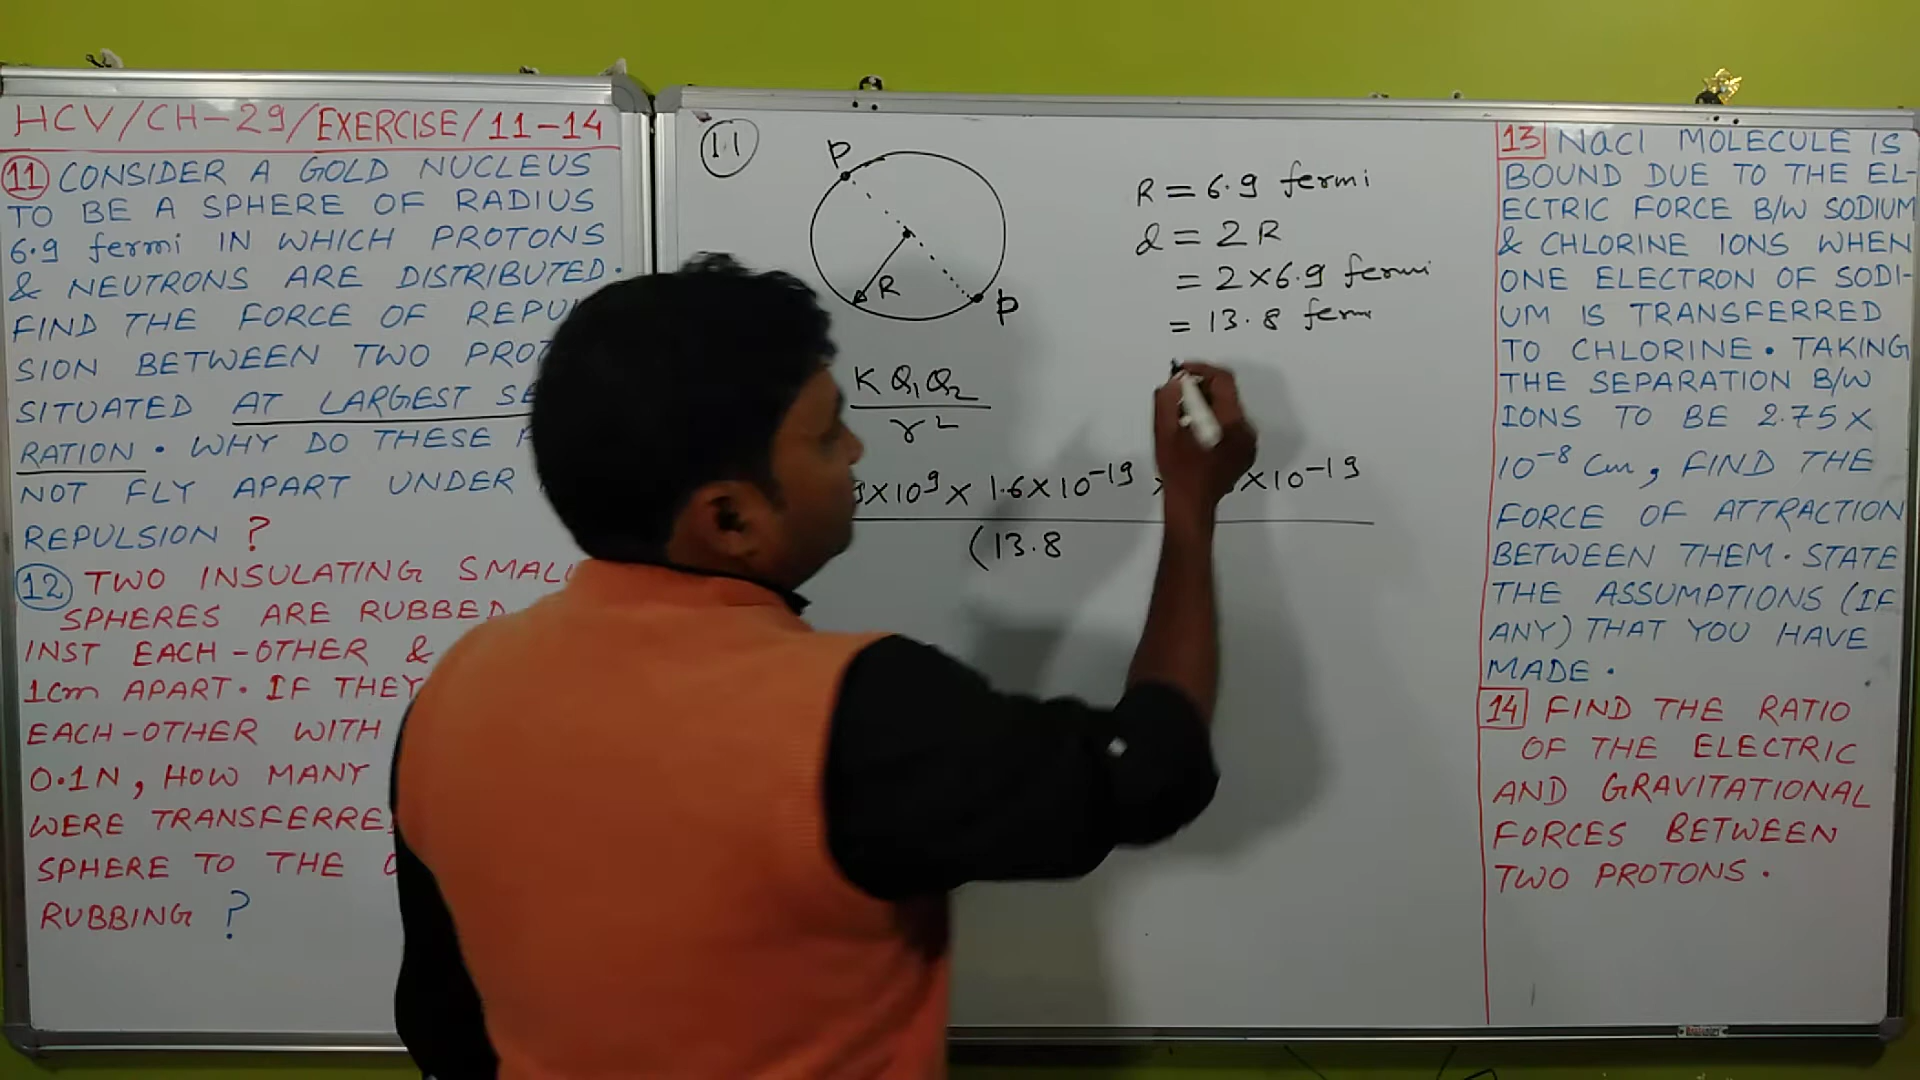 HCV/CH-29/EXERCISE/11-14
11 CONSIDER A GOLD NUCLEUS
TO BE A SPHERE OF RADIUS
6.9 fermi IN WHICH PROTONS
& NEUTRONS ARE DISTRIBUTED.
FIND THE FORCE OF REPU
SION BETWEEN TWO PROT
SITUATED AT LARGEST SE
RATION. WHY DO THESE
NOT FLY APART UNDER
REPULSION ?
12 TWO INSULATING SMALL
SPHERES ARE RUBBED
INST EACH-OTHER &
1cm APART. IF THEY
EACH-OTHER WITH
0.1N, HOW MANY
WERE TRANSFERRED
SPHERE TO THE
RUBBING ?
11
P
R
P
R = 6.9 fermi
d = 2R
= 2×6.9 fermi
= 13.8 fermi
K Q₁Q₂
r²
9×10⁹ × 1.6×10⁻¹⁹ × ×10⁻¹⁹
(13.8
13 NaCl MOLECULE IS
BOUND DUE TO THE EL-
ECTRIC FORCE B/W SODIUM
& CHLORINE IONS WHEN
ONE ELECTRON OF SODI-
UM IS TRANSFERRED
TO CHLORINE. TAKING
THE SEPARATION B/W
IONS TO BE 2.75×
10⁻⁸ Cm, FIND THE
FORCE OF ATTRACTION
BETWEEN THEM. STATE
THE ASSUMPTIONS (IF
ANY) THAT YOU HAVE
MADE.
14 FIND THE RATIO
OF THE ELECTRIC
AND GRAVITATIONAL
FORCES BETWEEN
TWO PROTONS.